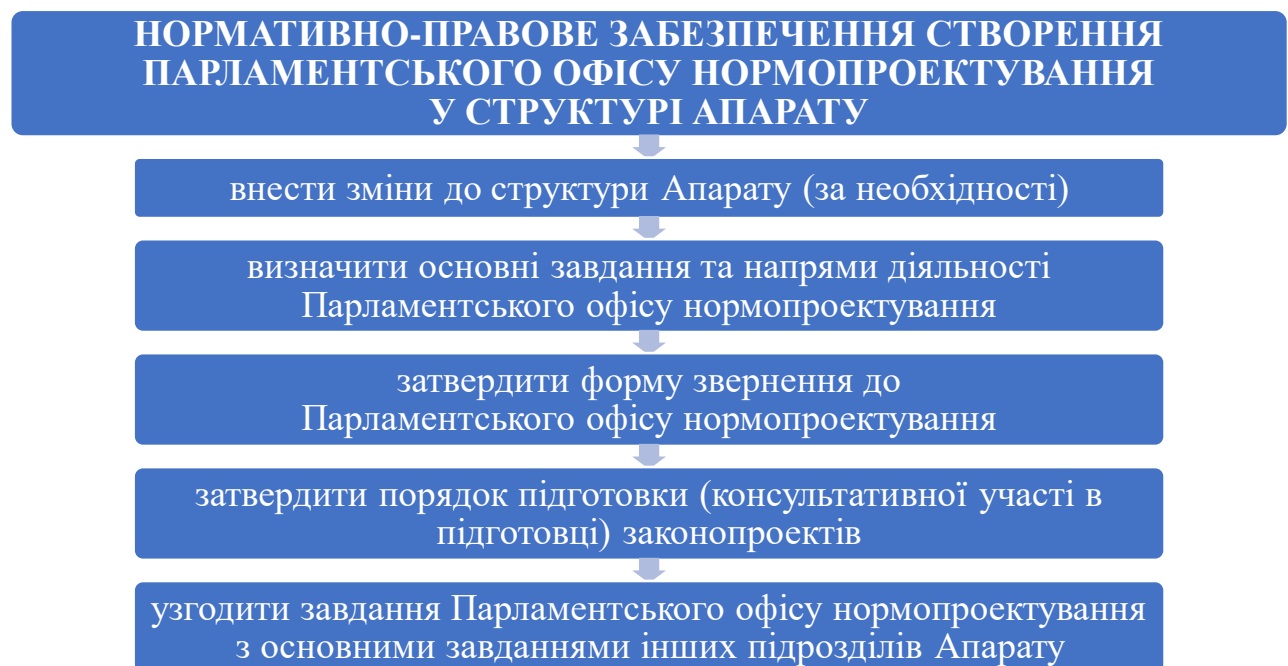 НОРМАТИВНО-ПРАВОВЕ ЗАБЕЗПЕЧЕННЯ СТВОРЕННЯ
ПАРЛАМЕНТСЬКОГО ОФІСУ НОРМОПРОЕКТУВАННЯ
У СТРУКТУРІ АПАРАТУ
внести зміни до структури Апарату (за необхідності)
визначити основні завдання та напрями діяльності
Парламентського офісу нормопроектування
затвердити форму звернення до
Парламентського офісу нормопроектування
затвердити порядок підготовки (консультативної участі в
підготовці) законопроектів
узгодити завдання Парламентського офісу нормопроектування
з основними завданнями інших підрозділів Апарату